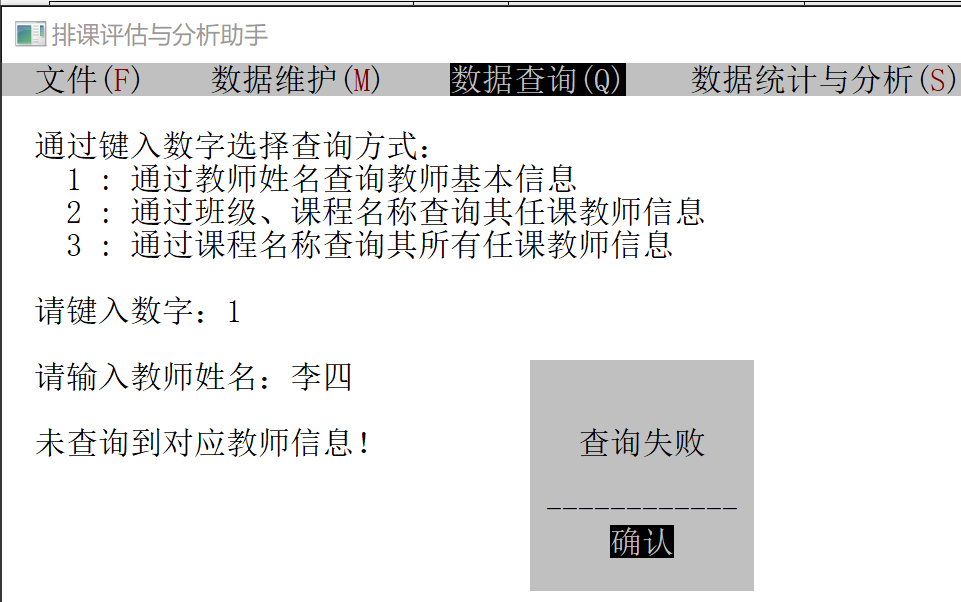 排课评估与分析助手
文件(F) 数据维护(M) 数据查询(Q) 数据统计与分析(S)
通过键入数字选择查询方式:
1 : 通过教师姓名查询教师基本信息
2 : 通过班级、课程名称查询其任课教师信息
3 : 通过课程名称查询其所有任课教师信息
请键入数字: 1
请输入教师姓名: 李四
未查询到对应教师信息!
查询失败
------------
确认